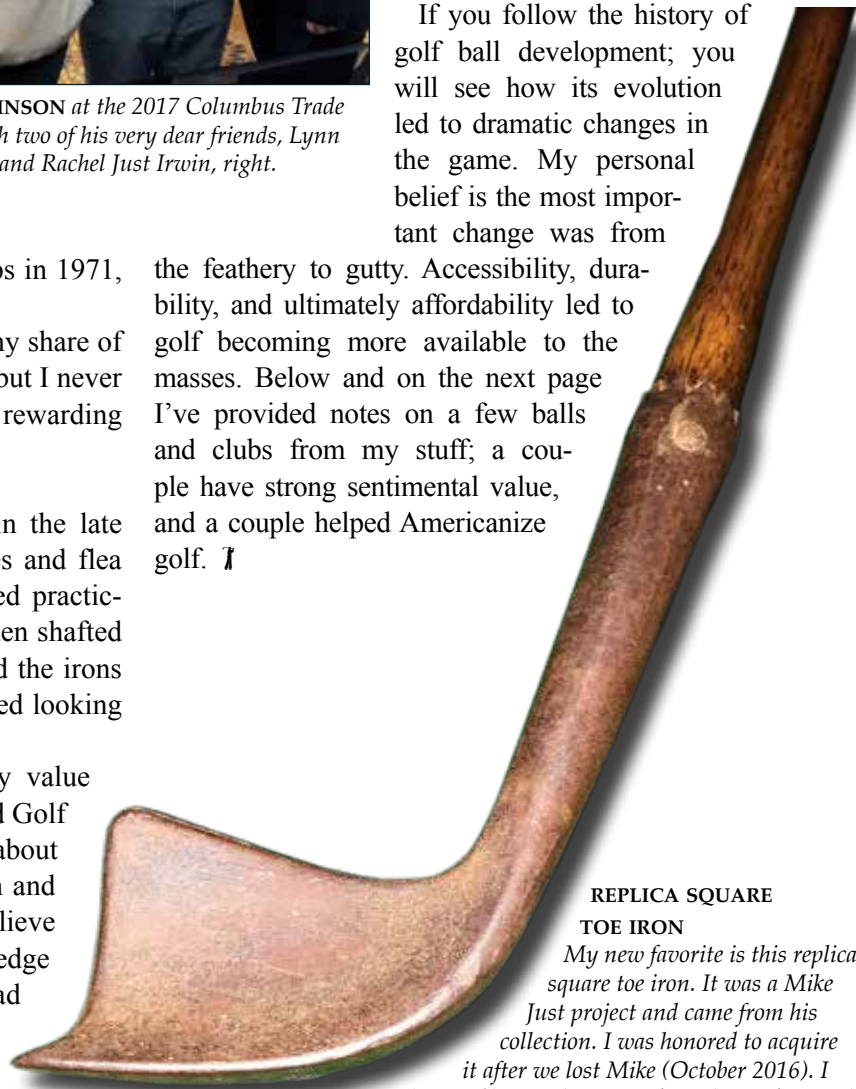 INSON at the 2017 Columbus Trade
h two of his very dear friends, Lynn
and Rachel Just Irwin, right.
os in 1971,
ny share of
but I never
rewarding
in the late
s and flea
ed practic-
en shafted
d the irons
ed looking
y value
d Golf
about
n and
lieve
edge
ad
If you follow the history of
golf ball development; you
will see how its evolution
led to dramatic changes in
the game. My personal
belief is the most impor-
tant change was from
the feathery to gutty. Accessibility, dura-
bility, and ultimately affordability led to
golf becoming more available to the
masses. Below and on the next page
I've provided notes on a few balls
and clubs from my stuff; a cou-
ple have strong sentimental value,
and a couple helped Americanize
golf.
REPLICA SQUARE
TOE IRON
My new favorite is this replica
square toe iron. It was a Mike
Just project and came from his
collection. I was honored to acquire
it after we lost Mike (October 2016). I